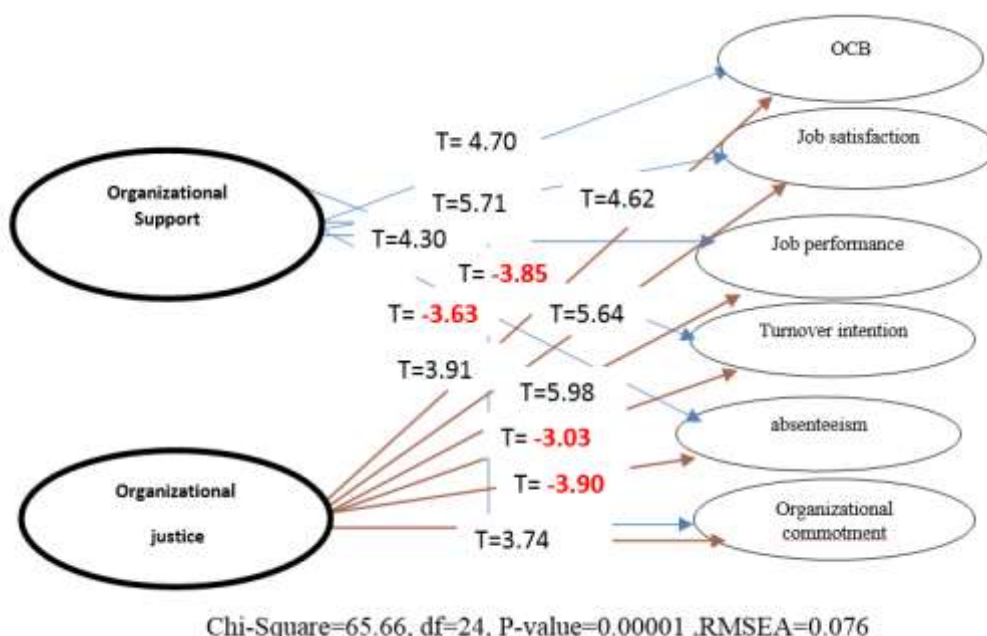 OCB
T= 4.70
Job satisfaction
Organizational
Support
T=5.71
T=4.62
T=4.30
Job performance
T= -3.85
T= -3.63
T=5.64
Turnover intention
T=3.91
T=5.98
absenteeism
T= -3.03
T= -3.90
Organizational
justice
Organizational
commotment
T=3.74
Chi-Square=65.66, df=24, P-value=0.00001 ,RMSEA=0.076